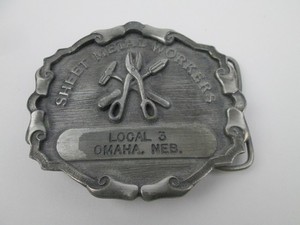 SHEET METAL WORKERS
LOCAL 3
OMAHA, NEB.